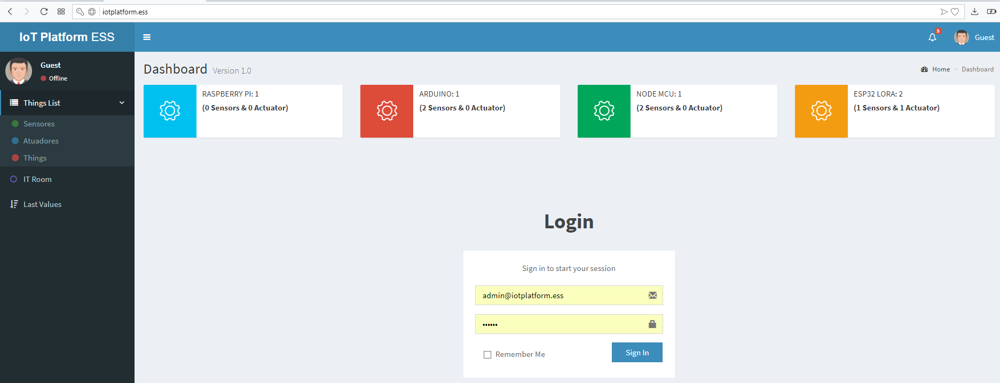 iotplatform.ess
IoT Platform ESS
5
Guest
Guest
Offline
Things List
Sensores
Atuadores
Things
IT Room
Last Values
Dashboard Version 1.0
Home > Dashboard
RASPBERRY PI: 1
(0 Sensors & 0 Actuator)
ARDUINO: 1
(2 Sensors & 0 Actuator)
NODE MCU: 1
(2 Sensors & 0 Actuator)
ESP32 LORA: 2
(1 Sensors & 1 Actuator)
Login
Sign in to start your session
admin@iotplatform.ess
••••••
Remember Me
Sign In